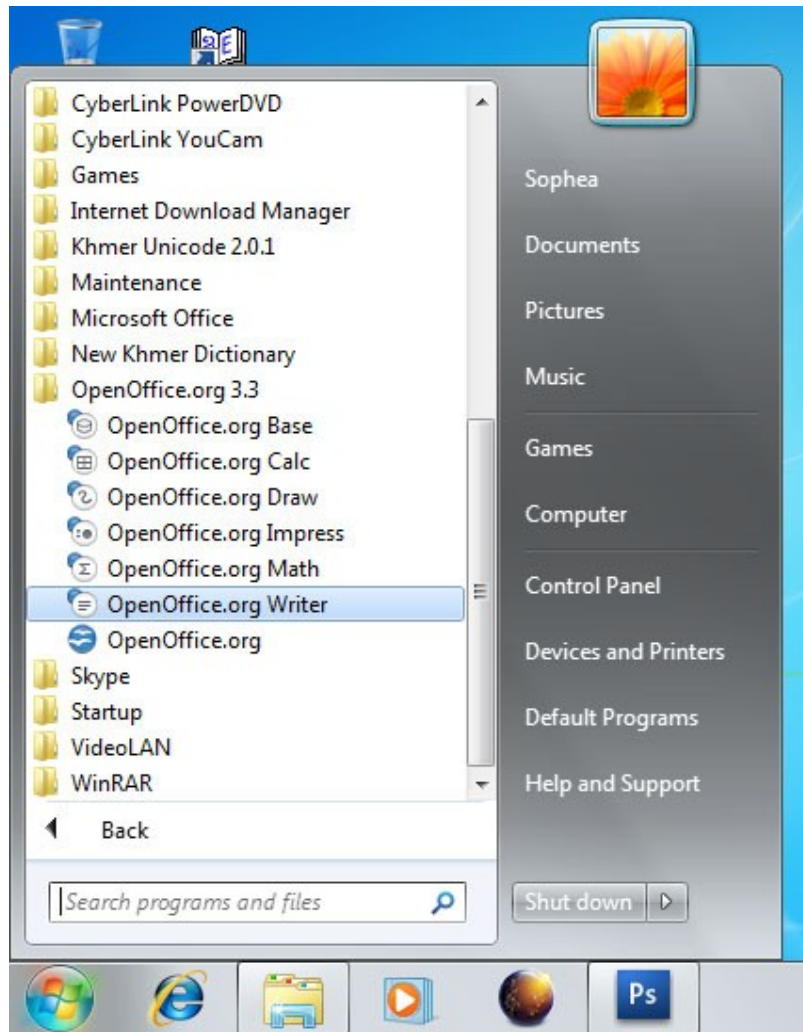 CyberLink PowerDVD
CyberLink YouCam
Games
Internet Download Manager
Khmer Unicode 2.0.1
Maintenance
Microsoft Office
New Khmer Dictionary
OpenOffice.org 3.3
OpenOffice.org Base
OpenOffice.org Calc
OpenOffice.org Draw
OpenOffice.org Impress
OpenOffice.org Math
OpenOffice.org Writer
OpenOffice.org
Skype
Startup
VideoLAN
WinRAR
Back
Search programs and files
Sophea
Documents
Pictures
Music
Games
Computer
Control Panel
Devices and Printers
Default Programs
Help and Support
Shut down
Ps